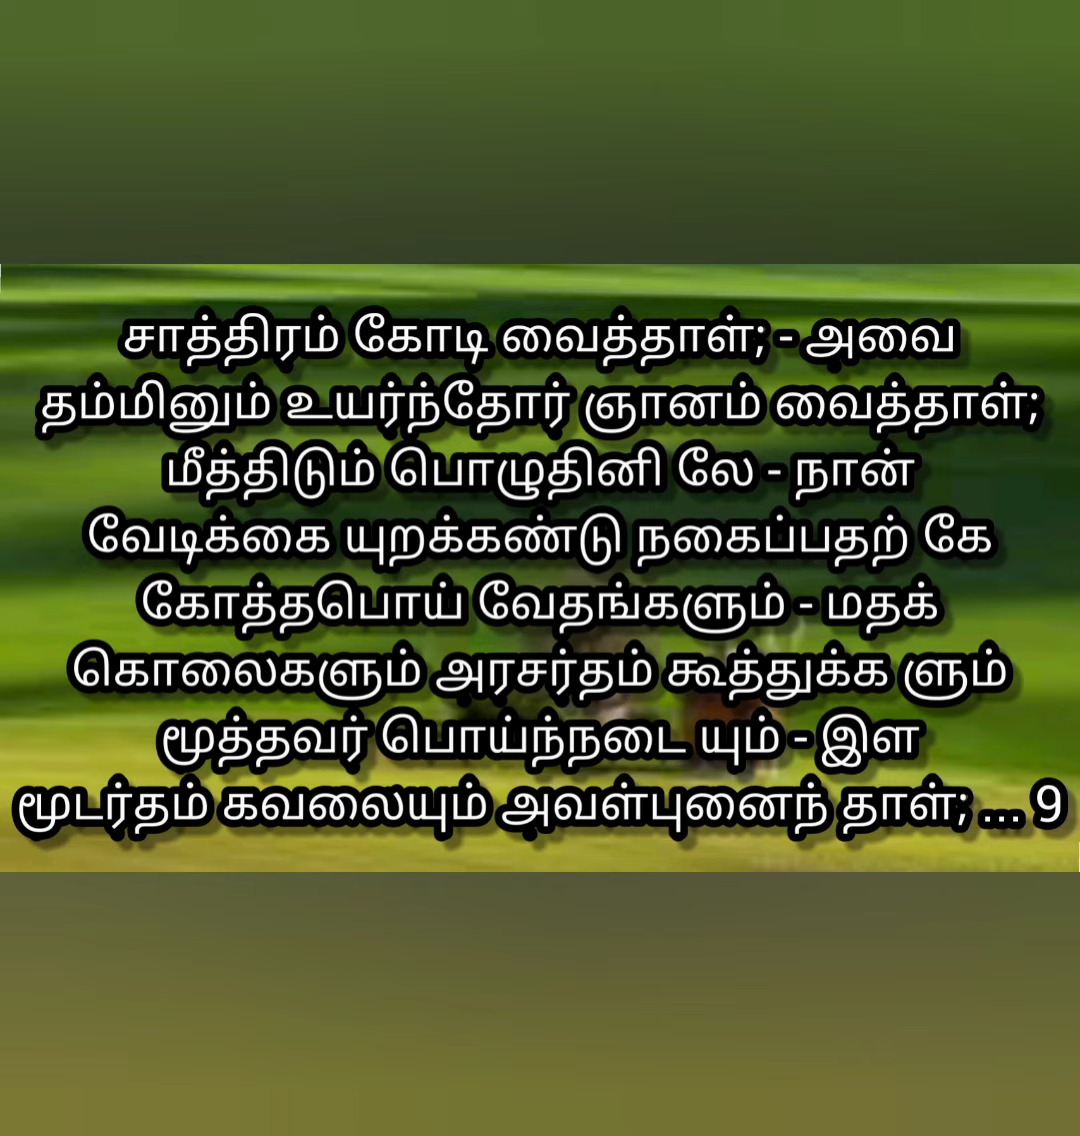 சாத்திரம் கோடி வைத்தாள்; - அவை
தம்மினும் உயர்ந்தோர் ஞானம் வைத்தாள்;
மீத்திடும் பொழுதினி லே - நான்
வேடிக்கை யுறக்கண்டு நகைப்பதற் கே
கோத்தபொய் வேதங்களும் - மதக்
கொலைகளும் அரசர்தம் கூத்துக்க ளும்
மூத்தவர் பொய்ந்நடை யும் - இள
மூடர்தம் கவலையும் அவள்புனைந் தாள்; ... 9